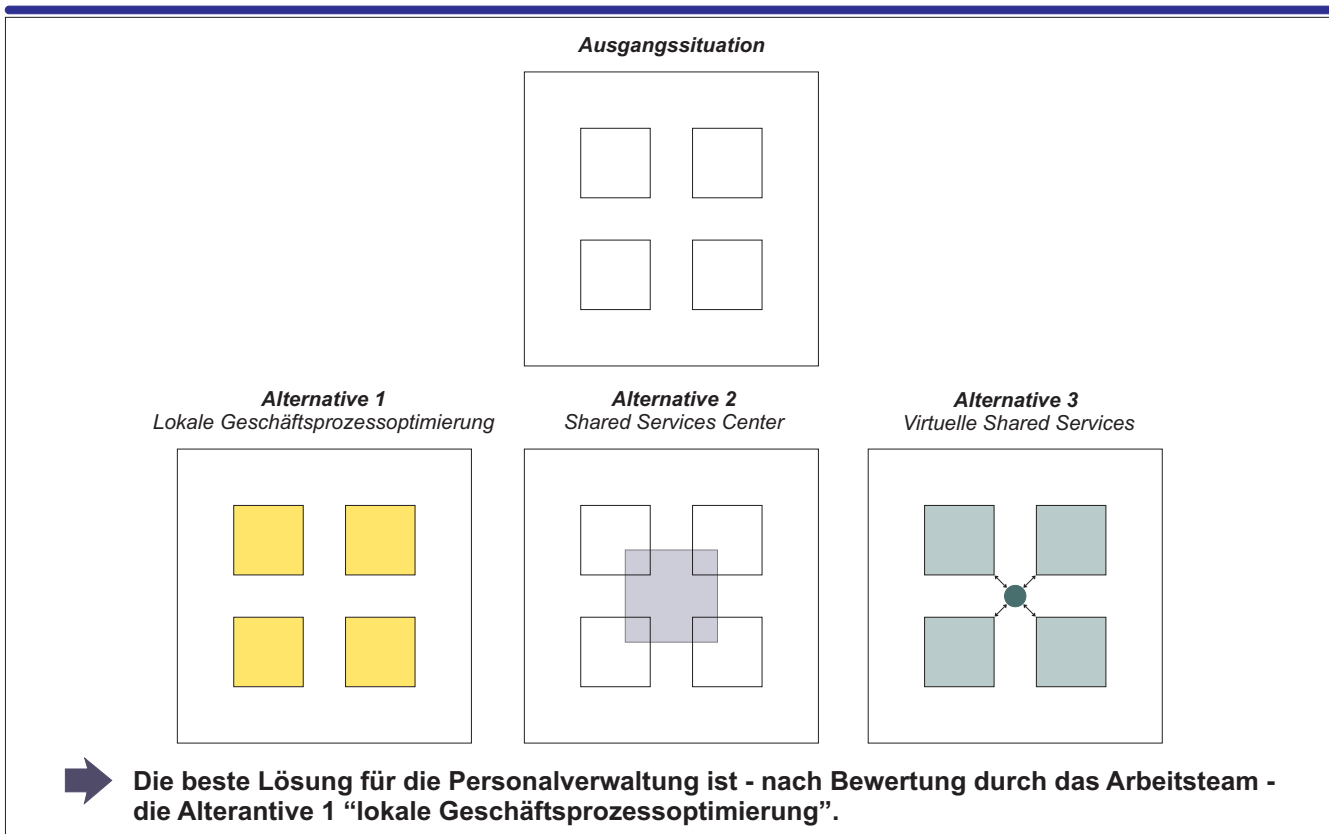 Ausgangssituation
Alternative 1
Lokale Geschäftsprozessoptimierung
Alternative 2
Shared Services Center
Alternative 3
Virtuelle Shared Services
Die beste Lösung für die Personalverwaltung ist - nach Bewertung durch das Arbeitsteam -
die Alterantive 1 “lokale Geschäftsprozessoptimierung”.